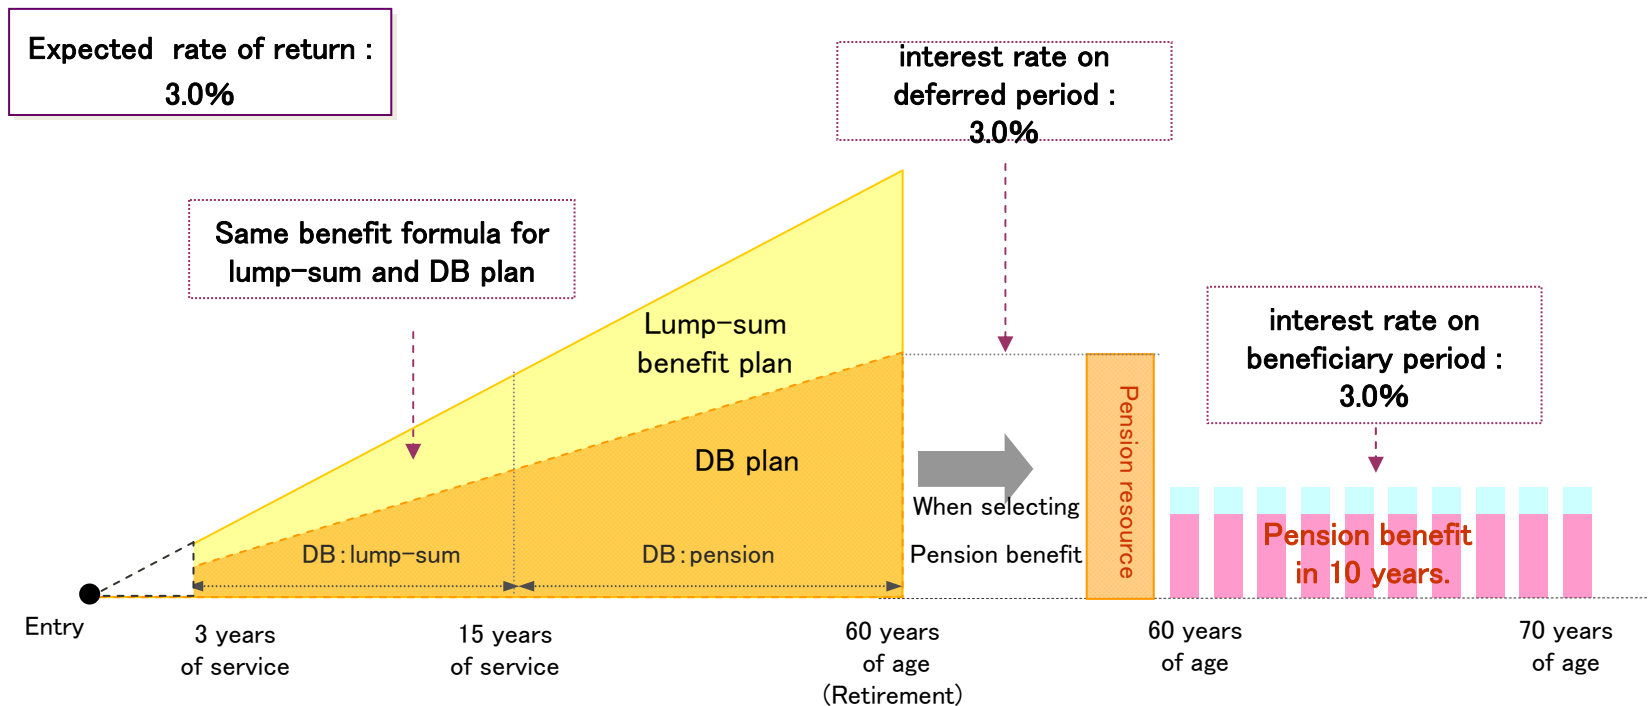 Expected rate of return :
3.0%
interest rate on
deferred period :
3.0%
Same benefit formula for
lump-sum and DB plan
interest rate on
beneficiary period :
3.0%
Lump-sum
benefit plan
DB plan
DB:lump-sum
DB:pension
When selecting
Pension benefit
Pension resource
Pension benefit
in 10 years.
Entry
3 years
of service
15 years
of service
60 years
of age
(Retirement)
60 years
of age
70 years
of age